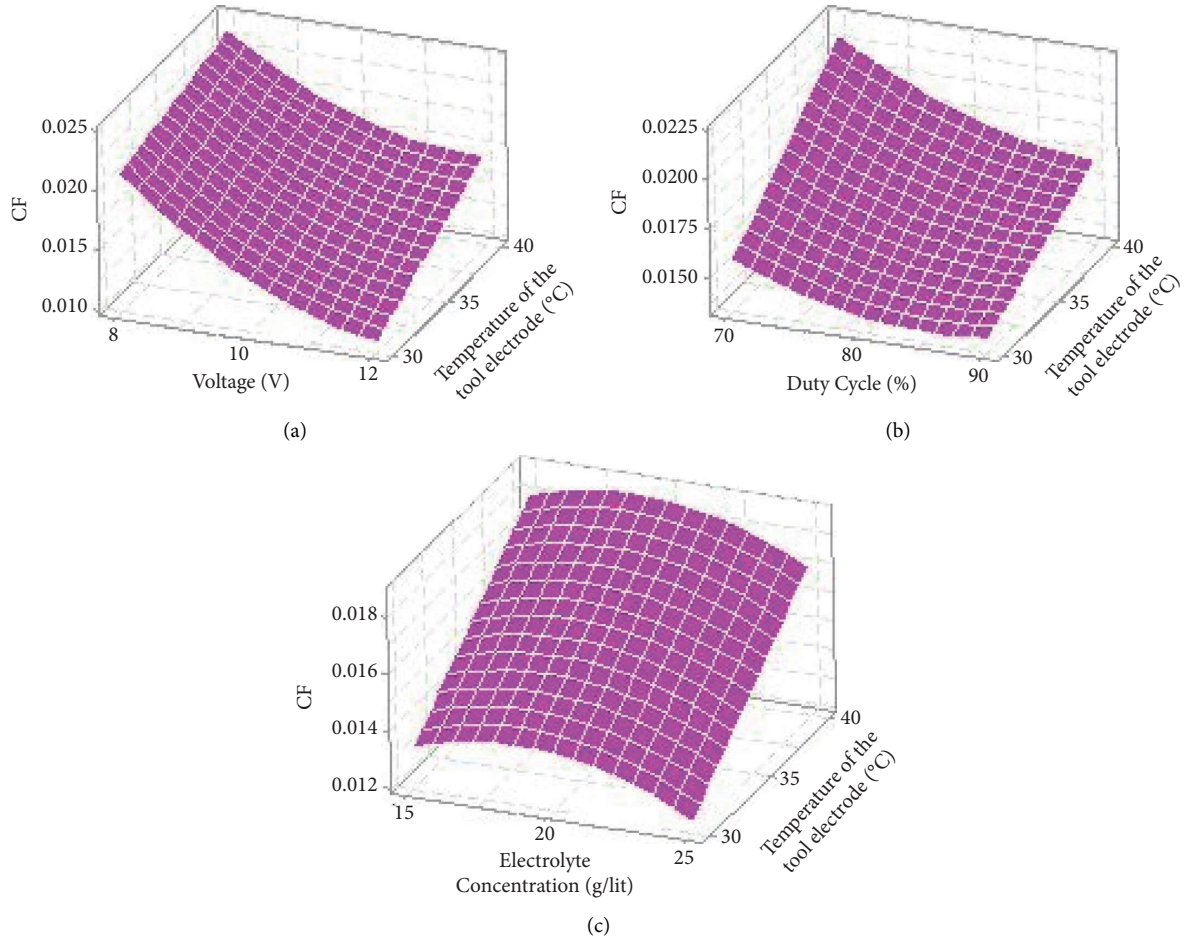 0.025
0.020
0.015
0.010
CF
8
10
12
Voltage (V)
30
35
40
Temperature of the
tool electrode (°C)
(a)
0.0225
0.0200
0.0175
0.0150
CF
70
80
90
Duty Cycle (%)
30
35
40
Temperature of the
tool electrode (°C)
(b)
0.018
0.016
0.014
0.012
CF
15
20
25
Electrolyte
Concentration (g/lit)
30
35
40
Temperature of the
tool electrode (°C)
(c)